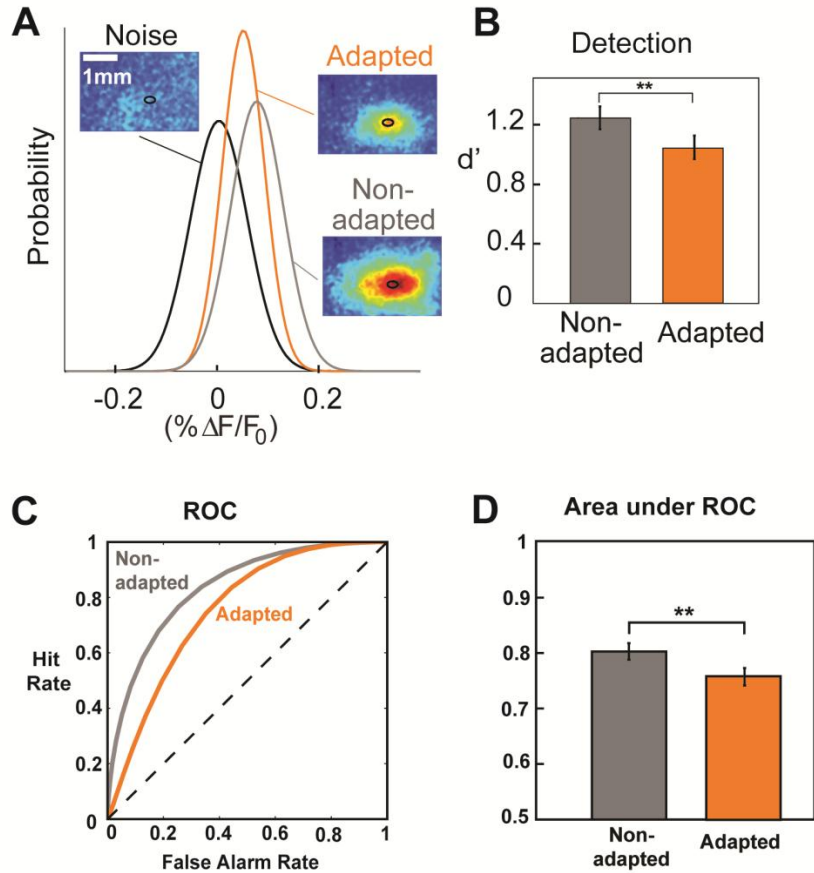 A
Noise
1mm
Adapted
Non-
adapted
Probability
-0.2
0
0.2
(% ΔF/F0)
B
Detection
**
1.2
d'
0.8
0.4
0
Non-
adapted
Adapted
C
ROC
1
Non-
adapted
0.8
Adapted
0.6
Hit
Rate
0.4
0.2
0
0
0.2
0.4
0.6
0.8
1
False Alarm Rate
D
Area under ROC
1
0.9
**
0.8
0.7
0.6
0.5
Non-
adapted
Adapted